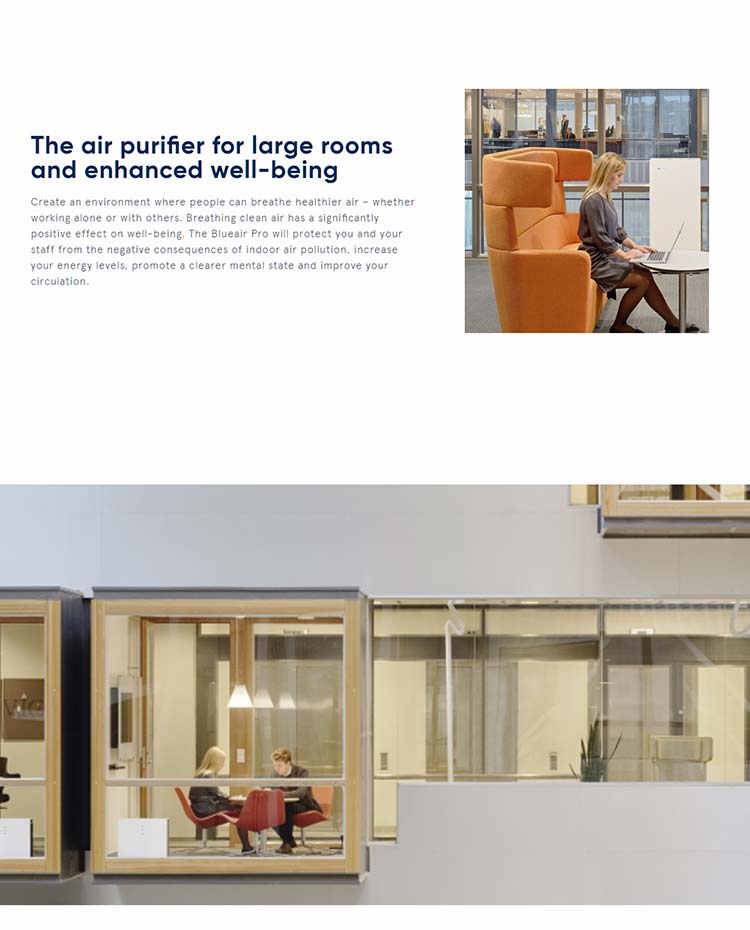 The air purifier for large rooms
and enhanced well-being
Create an environment where people can breathe healthier air – whether
working alone or with others. Breathing clean air has a significantly
positive effect on well-being. The Blueair Pro will protect you and your
staff from the negative consequences of indoor air pollution, increase
your energy levels, promote a clearer mental state and improve your
circulation.